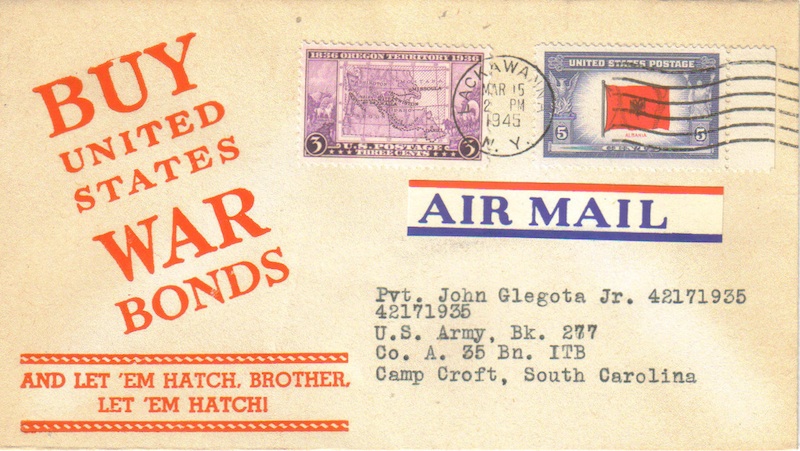 BUY
UNITED
STATES
WAR
BONDS
AND LET 'EM HATCH, BROTHER,
LET 'EM HATCH!
1836 OREGON TERRITORY 1936
3 U.S. POSTAGE 3
THREE CENTS
LACKAWANNA
MAR 15
2 PM
1945
N. Y.
UNITED STATES POSTAGE
ALBANIA
5 5
AIR MAIL
Pvt. John Glegota Jr. 42171935
42171935
U.S. Army, Bk. 277
Co. A. 35 Bn. ITB
Camp Croft, South Carolina